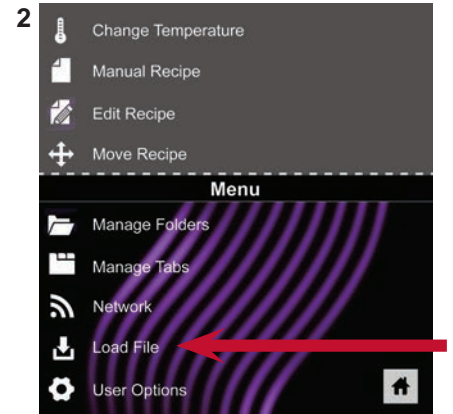 2
Change Temperature
Manual Recipe
Edit Recipe
Move Recipe
Menu
Manage Folders
Manage Tabs
Network
Load File
User Options